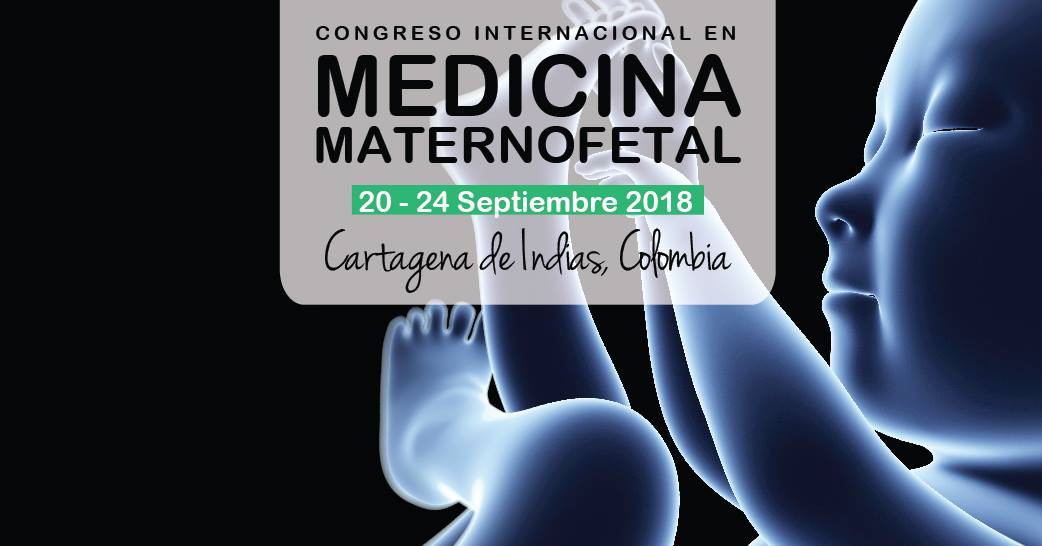 CONGRESO INTERNACIONAL EN
MEDICINA
MATERNOFETAL
20 - 24 Septiembre 2018
Cartagena de Indias, Colombia